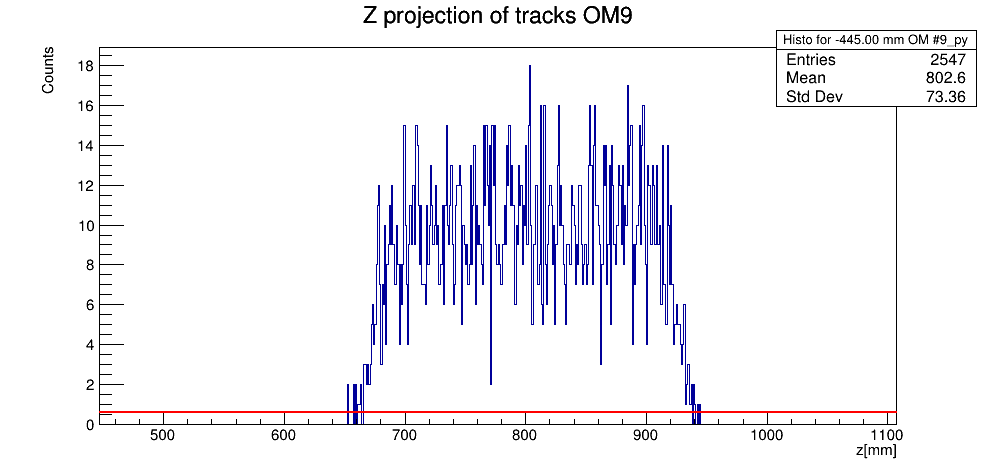 Z projection of tracks OM9
Histo for -445.00 mm OM #9_py
Entries 2547
Mean 802.6
Std Dev 73.36
Counts
18
16
14
12
10
8
6
4
2
0
500 600 700 800 900 1000 1100
z[mm]